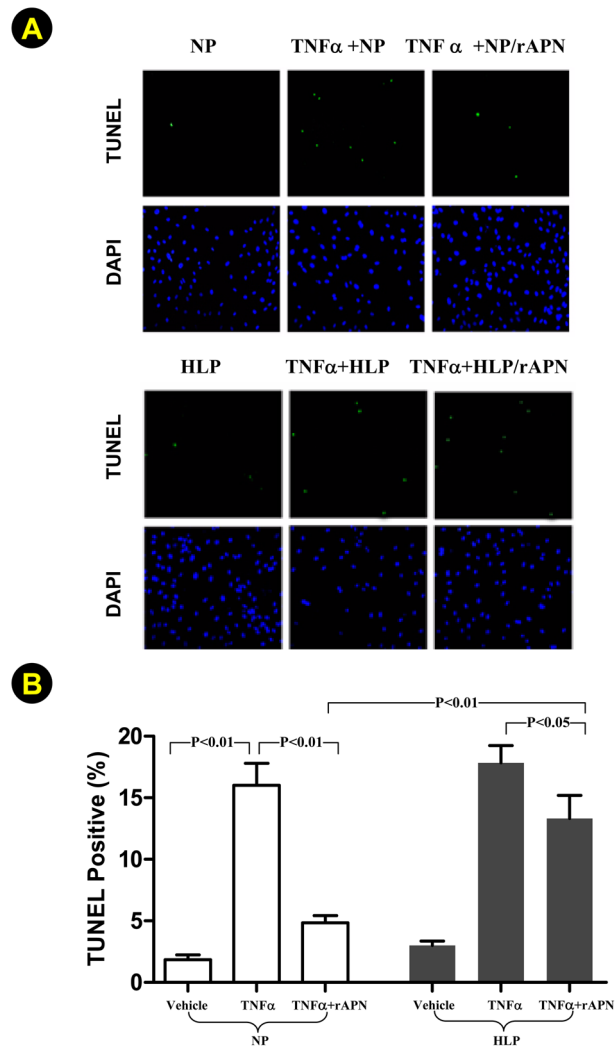 A
NP TNFα +NP TNF α +NP/rAPN
TUNEL
DAPI
HLP TNFα+HLP TNFα+HLP/rAPN
TUNEL
DAPI
B
P<0.01
P<0.01 P<0.01 P<0.05
TUNEL Positive (%)
20
15
10
5
0
Vehicle TNFα TNFα+rAPN Vehicle TNFα TNFα+rAPN
NP HLP